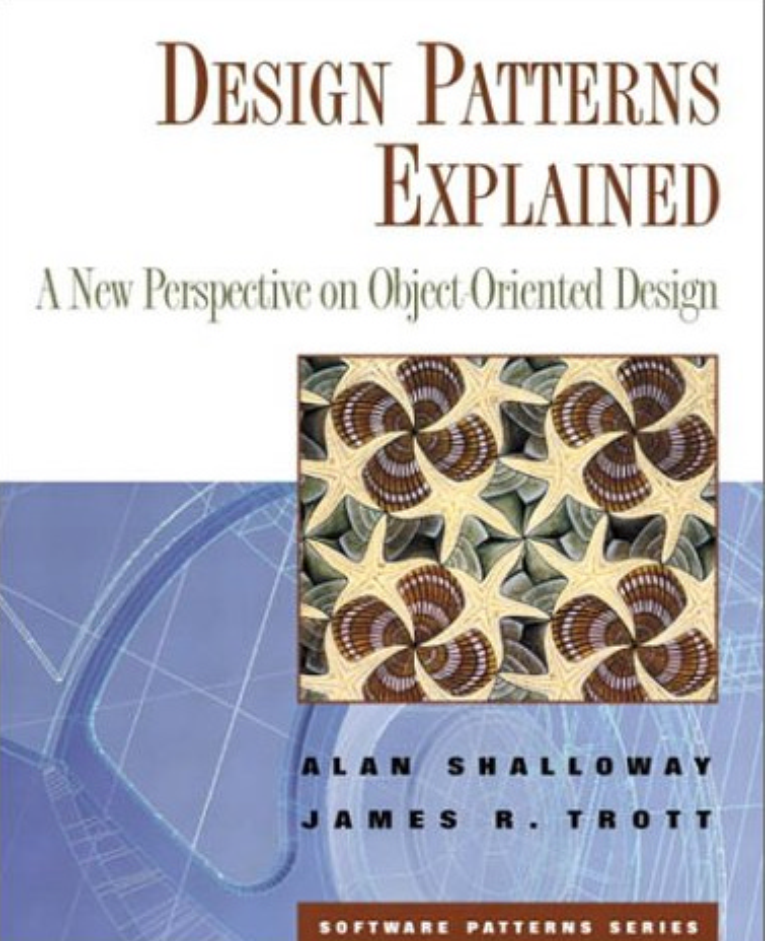 DESIGN PATTERNS
EXPLAINED
A New Perspective on Object-Oriented Design
ALAN SHALLOWAY
JAMES R. TROTT
SOFTWARE PATTERNS SERIES